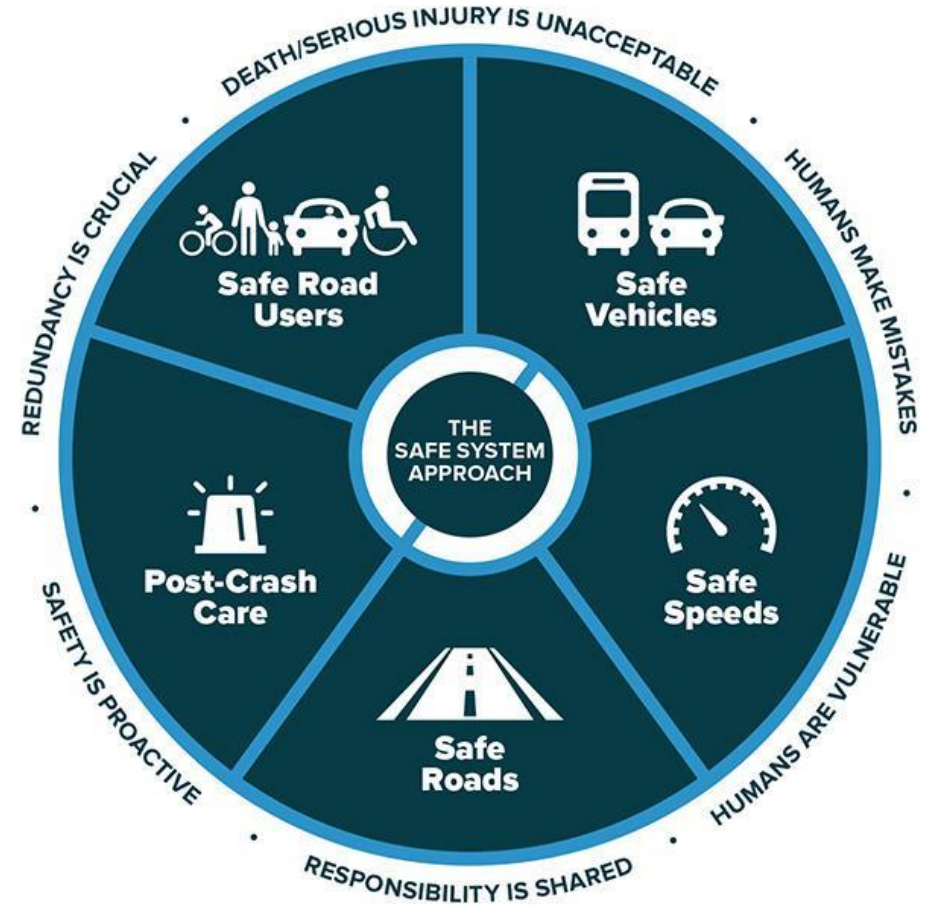 DEATH/SERIOUS INJURY IS UNACCEPTABLE
HUMANS MAKE MISTAKES
HUMANS ARE VULNERABLE
RESPONSIBILITY IS SHARED
SAFETY IS PROACTIVE
REDUNDANCY IS CRUCIAL
Safe Road
Users
Safe
Vehicles
Safe
Speeds
Safe
Roads
Post-Crash
Care
THE
SAFE SYSTEM
APPROACH